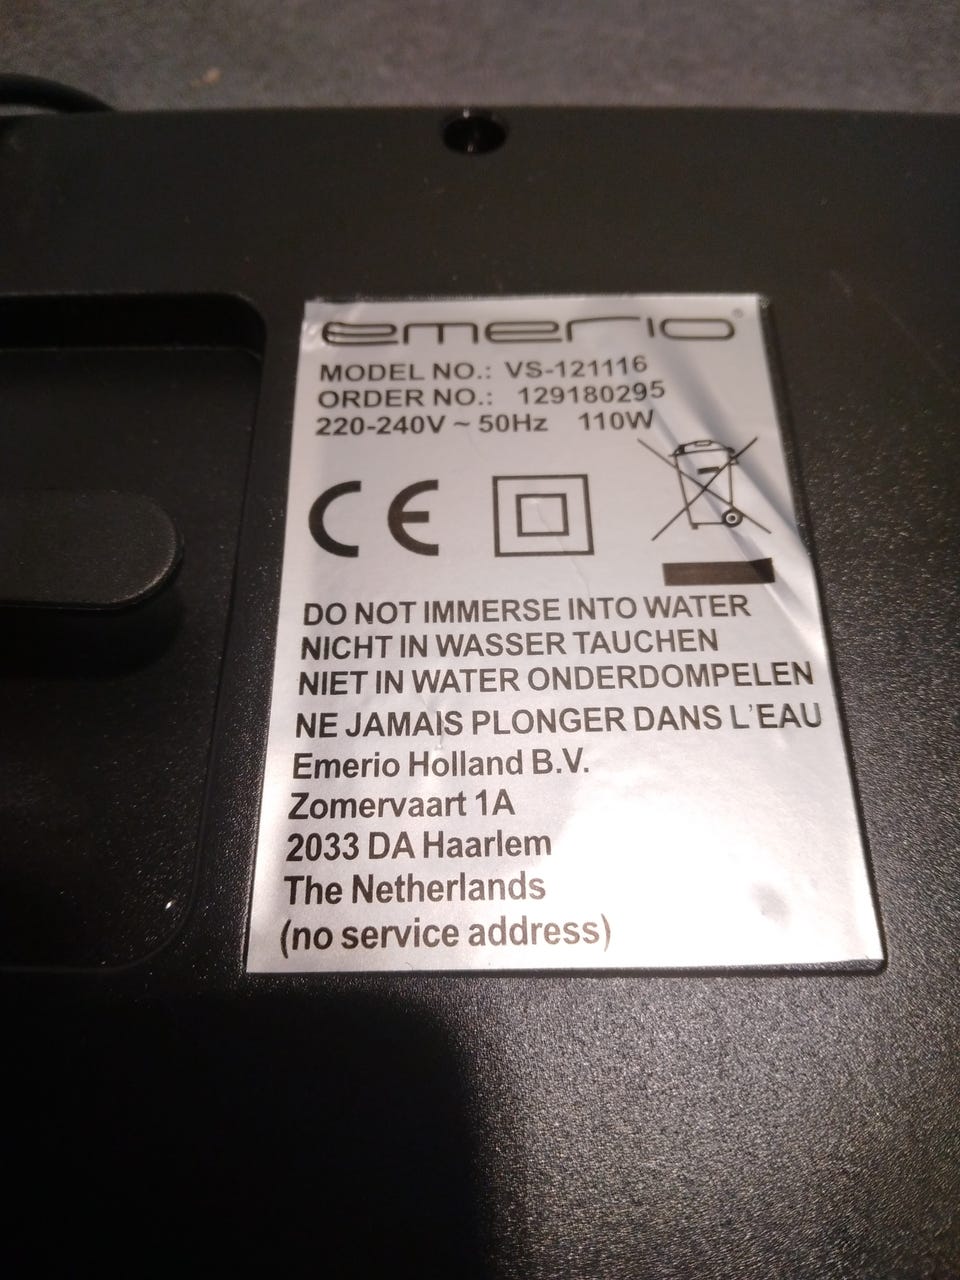 emerio®
MODEL NO.: VS-121116
ORDER NO.: 129180295
220-240V ~ 50Hz 110W
CE
DO NOT IMMERSE INTO WATER
NICHT IN WASSER TAUCHEN
NIET IN WATER ONDERDOMPELEN
NE JAMAIS PLONGER DANS L'EAU
Emerio Holland B.V.
Zomervaart 1A
2033 DA Haarlem
The Netherlands
(no service address)